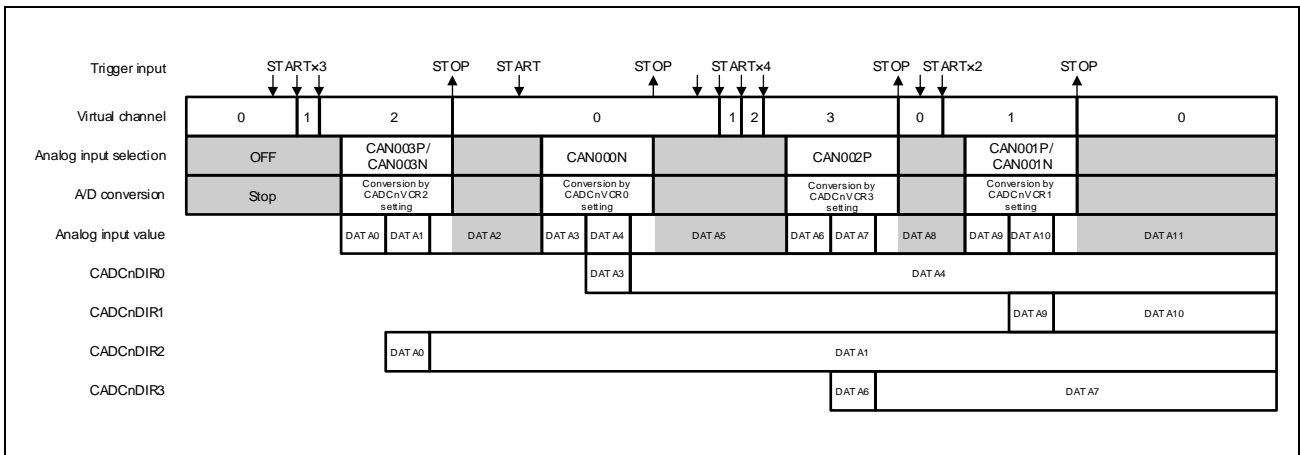 START×3 STOP START STOP START×4 STOP START×2 STOP
Trigger input
Virtual channel 0 1 2 0 1 2 3 0 1 0
Analog input selection OFF CAN003P/ CAN003N CAN000N CAN002P CAN001P/ CAN001N
A/D conversion Stop Conversion by CADCnVCR2 setting Conversion by CADCnVCR0 setting Conversion by CADCnVCR3 setting Conversion by CADCnVCR1 setting
Analog input value DATA0 DATA1 DATA2 DATA3 DATA4 DATA5 DATA6 DATA7 DATA8 DATA9 DATA10 DATA11
CADCnDIR0 DATA3 DATA4
CADCnDIR1 DATA9 DATA10
CADCnDIR2 DATA0 DATA1
CADCnDIR3 DATA6 DATA7